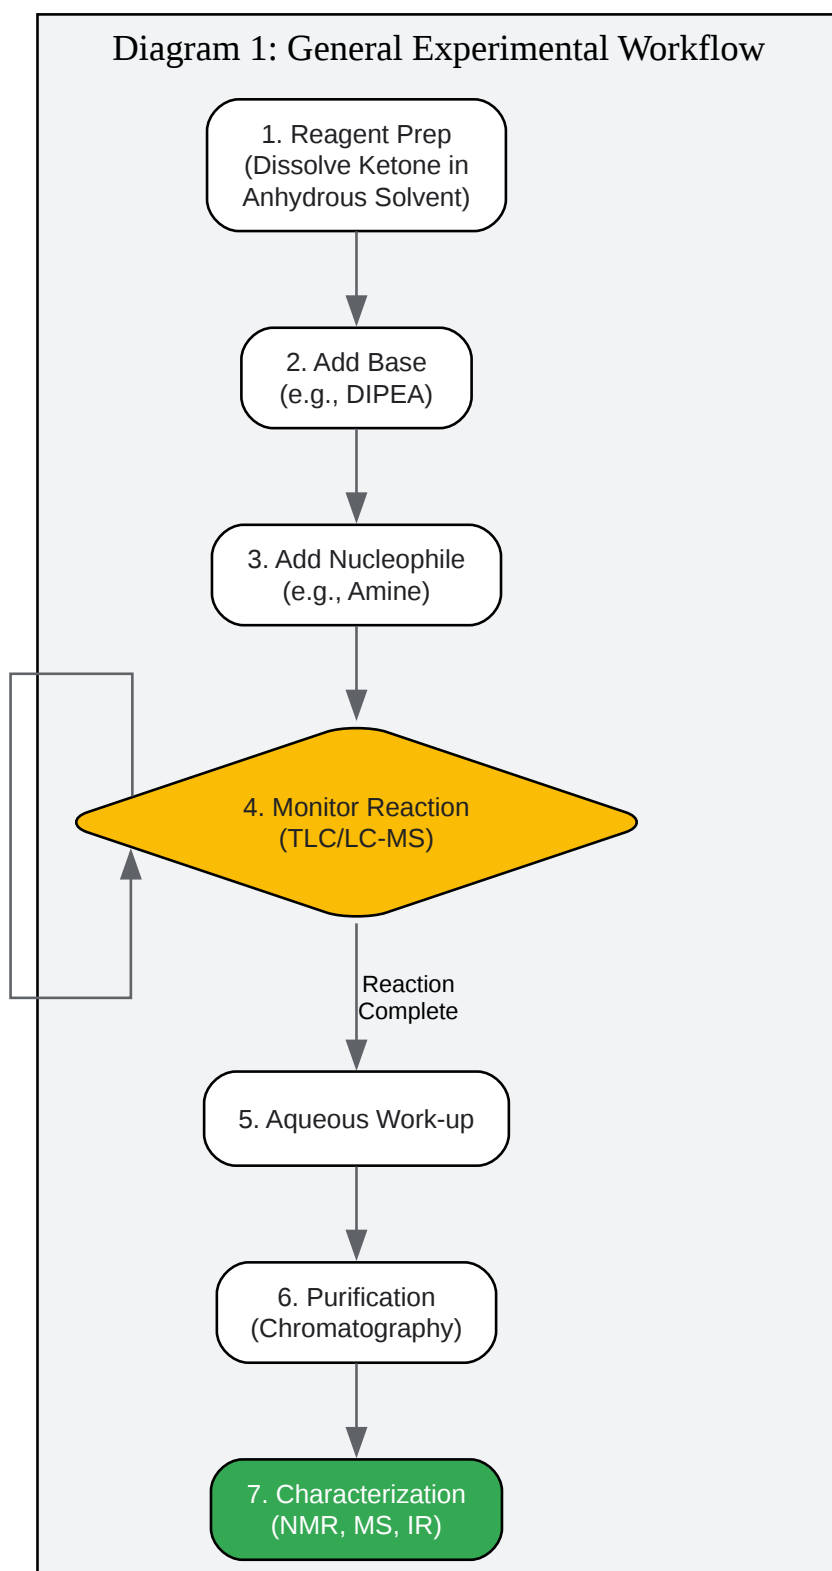 Diagram 1: General Experimental Workflow
1. Reagent Prep
(Dissolve Ketone in
Anhydrous Solvent)
2. Add Base
(e.g., DIPEA)
3. Add Nucleophile
(e.g., Amine)
4. Monitor Reaction
(TLC/LC-MS)
Reaction
Complete
5. Aqueous Work-up
6. Purification
(Chromatography)
7. Characterization
(NMR, MS, IR)